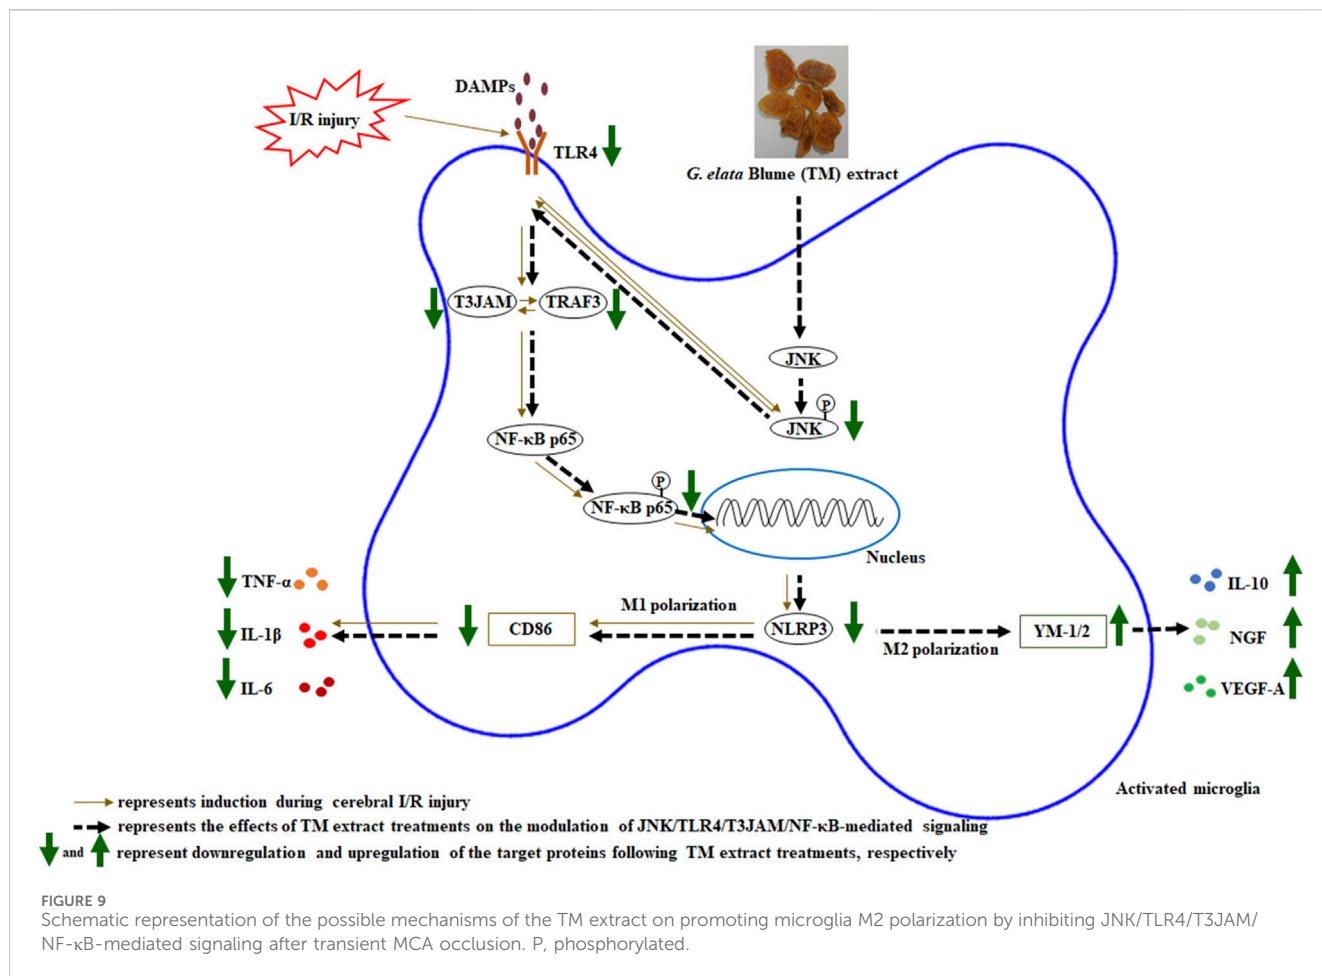 DAMPs
I/R injury
TLR4
G. elata Blume (TM) extract
T3JAM
TRAF3
JNK
P
JNK
NF-κB p65
P
NF-κB p65
Nucleus
TNF-α
IL-1β
IL-6
M1 polarization
CD86
NLRP3
M2 polarization
YM-1/2
IL-10
NGF
VEGF-A
Activated microglia
represents induction during cerebral I/R injury
represents the effects of TM extract treatments on the modulation of JNK/TLR4/T3JAM/NF-κB-mediated signaling
and represent downregulation and upregulation of the target proteins following TM extract treatments, respectively
FIGURE 9
Schematic representation of the possible mechanisms of the TM extract on promoting microglia M2 polarization by inhibiting JNK/TLR4/T3JAM/
NF-κB-mediated signaling after transient MCA occlusion. P, phosphorylated.